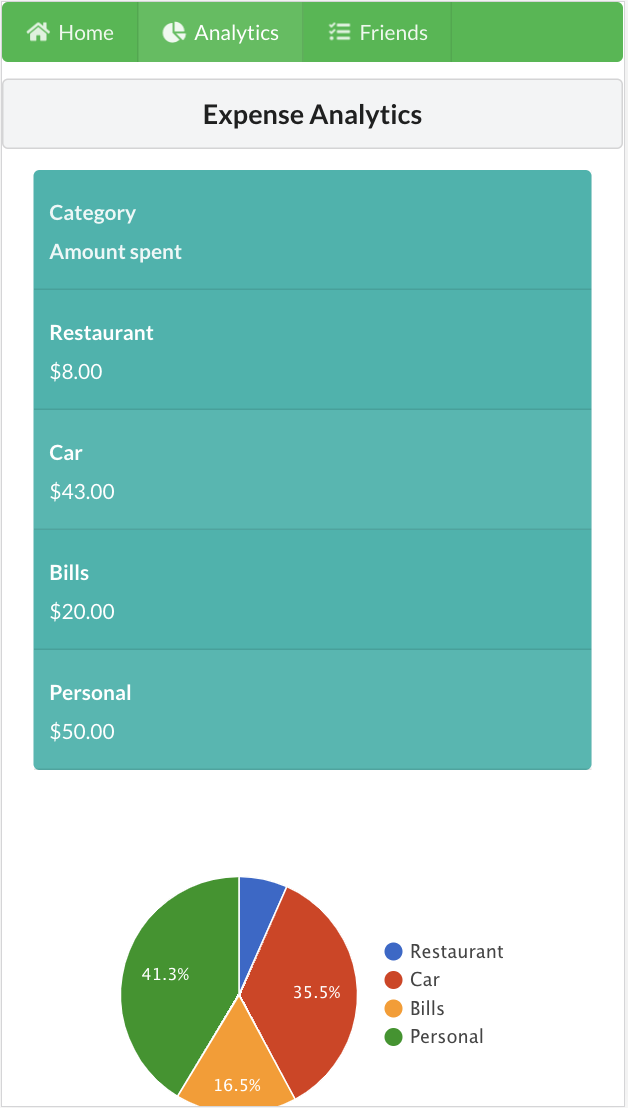 Home Analytics Friends
Expense Analytics
Category
Amount spent
Restaurant
$8.00
Car
$43.00
Bills
$20.00
Personal
$50.00
41.3%
35.5%
16.5%
Restaurant
Car
Bills
Personal